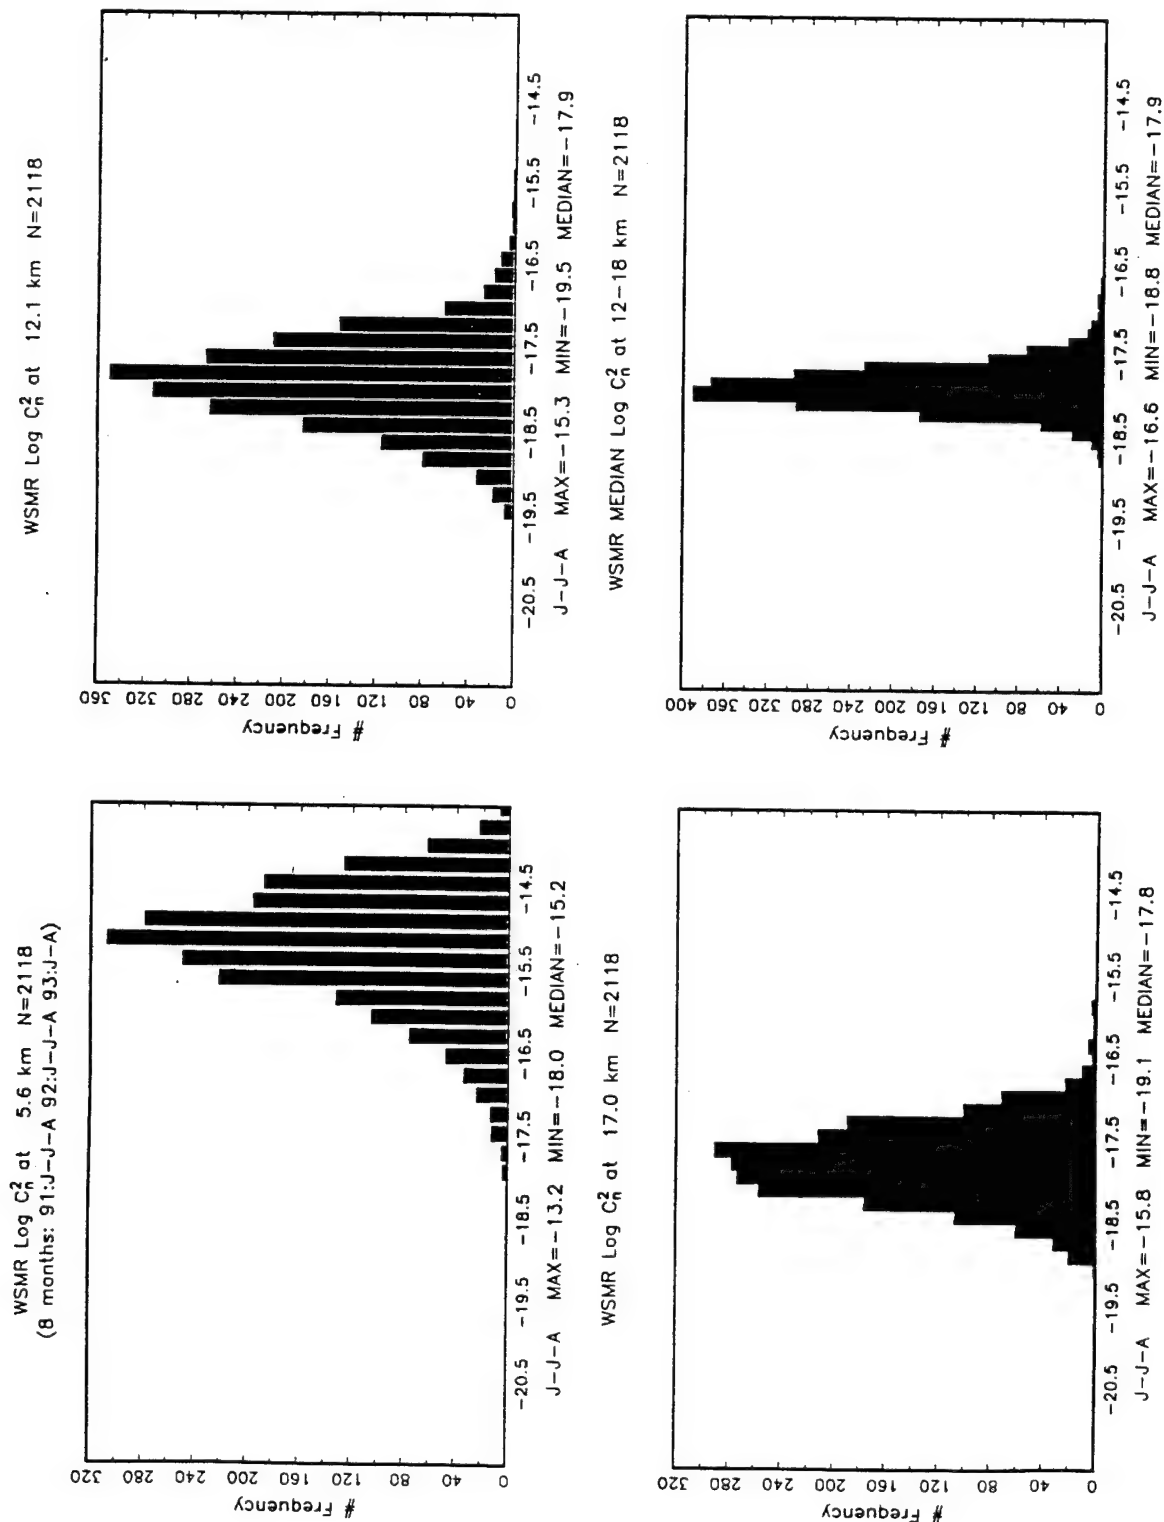 WSMR Log C²n at 5.6 km N=2118
(8 months: 91:J-J-A 92:J-J-A 93:J-A)
320
280
240
200
160
120
80
40
0
# Frequency
-20.5 -19.5 -18.5 -17.5 -16.5 -15.5 -14.5
J-J-A MAX=-13.2 MIN=-18.0 MEDIAN=-15.2
WSMR Log C²n at 12.1 km N=2118
360
320
280
240
200
160
120
80
40
0
# Frequency
-20.5 -19.5 -18.5 -17.5 -16.5 -15.5 -14.5
J-J-A MAX=-15.3 MIN=-19.5 MEDIAN=-17.9
WSMR Log C²n at 17.0 km N=2118
320
280
240
200
160
120
80
40
0
# Frequency
-20.5 -19.5 -18.5 -17.5 -16.5 -15.5 -14.5
J-J-A MAX=-15.8 MIN=-19.1 MEDIAN=-17.8
WSMR MEDIAN Log C²n at 12-18 km N=2118
400
360
320
280
240
200
160
120
80
40
0
# Frequency
-20.5 -19.5 -18.5 -17.5 -16.5 -15.5 -14.5
J-J-A MAX=-16.6 MIN=-18.8 MEDIAN=-17.9